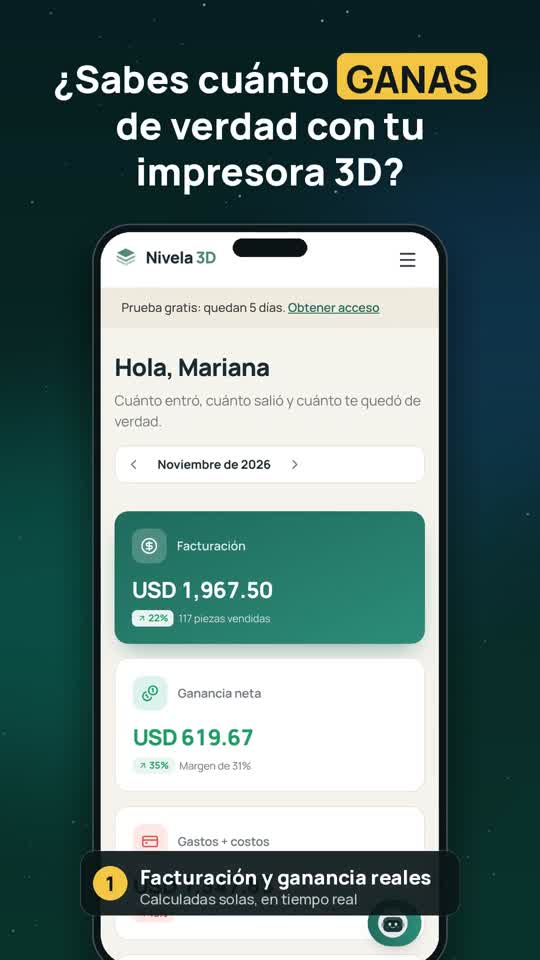 ¿Sabes cuánto GANAS
de verdad con tu
impresora 3D?
Nivela 3D
Prueba gratis: quedan 5 días. Obtener acceso
Hola, Mariana
Cuánto entró, cuánto salió y cuánto te quedó de
verdad.
Noviembre de 2026
Facturación
USD 1,967.50
22% 117 piezas vendidas
Ganancia neta
USD 619.67
35% Margen de 31%
Gastos + costos
1 Facturación y ganancia reales
Calculadas solas, en tiempo real